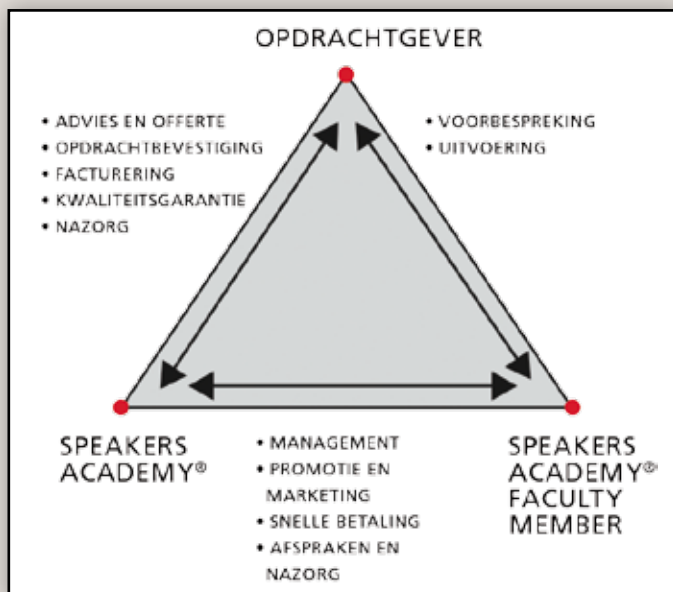 OPDRACHTGEVER
• ADVIES EN OFFERTE
• OPDRACHTBEVESTIGING
• FACTURERING
• KWALITEITSGARANTIE
• NAZORG
• VOORBESPREKING
• UITVOERING
SPEAKERS
ACADEMY®
• MANAGEMENT
• PROMOTIE EN
MARKETING
• SNELLE BETALING
• AFSPRAKEN EN
NAZORG
SPEAKERS
ACADEMY®
FACULTY
MEMBER